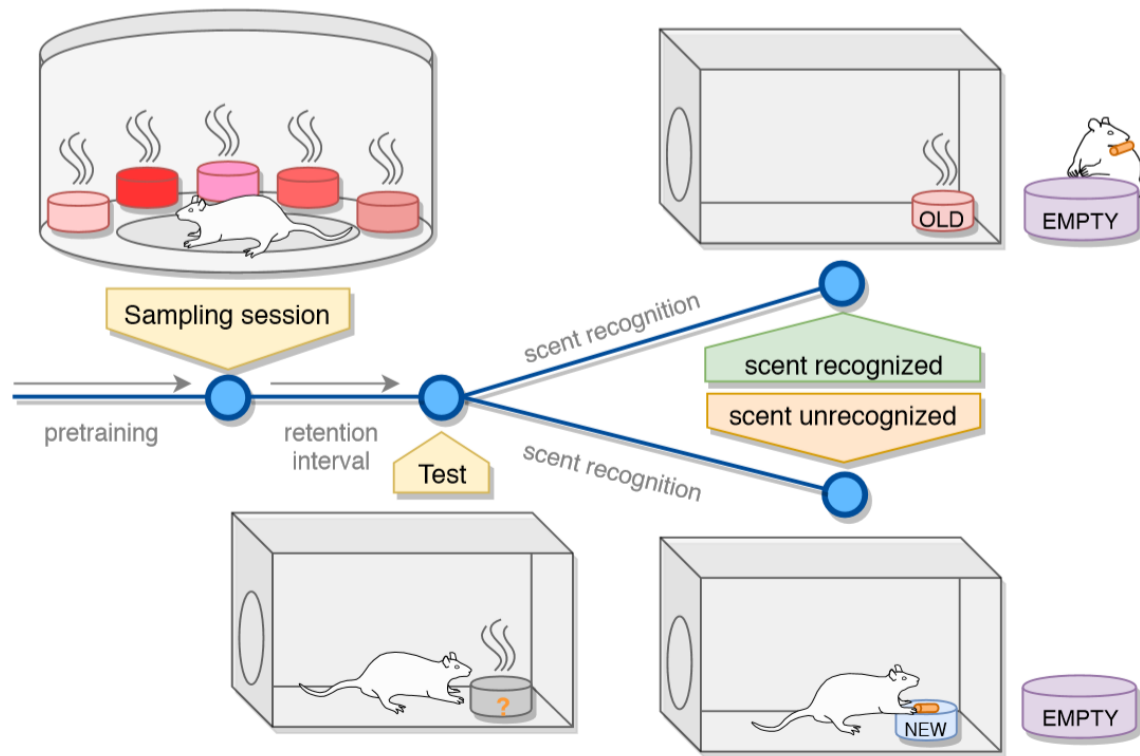 OLD
EMPTY
Sampling session
scent recognition
scent recognized
pretraining
retention
interval
Test
scent unrecognized
scent recognition
?
NEW
EMPTY